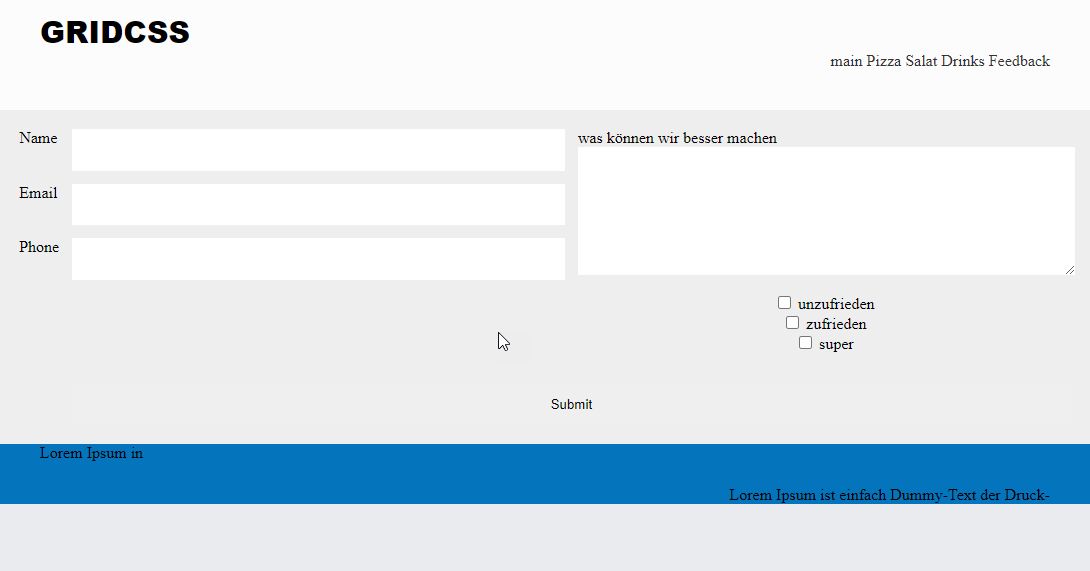 GRIDCSS
main Pizza Salat Drinks Feedback
Name
was können wir besser machen
Email
Phone
unzufrieden
zufrieden
super
Submit
Lorem Ipsum in
Lorem Ipsum ist einfach Dummy-Text der Druck-